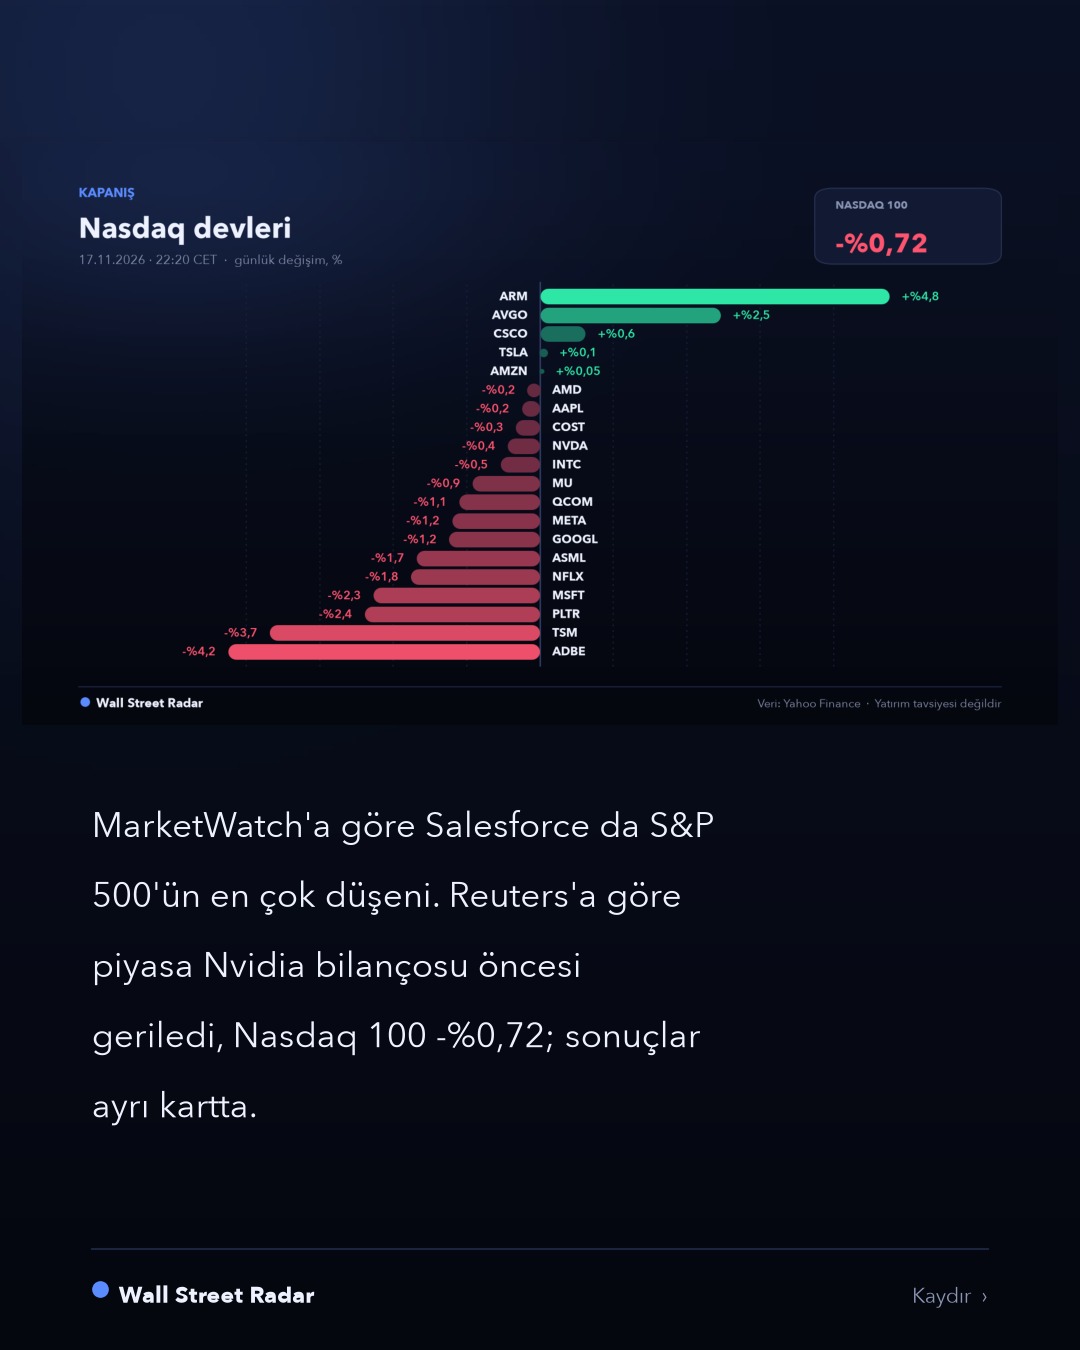 KAPANIŞ
Nasdaq devleri
17.11.2026 · 22:20 CET · günlük değişim, %
NASDAQ 100
-%0,72
ARM +%4,8
AVGO +%2,5
CSCO +%0,6
TSLA +%0,1
AMZN +%0,05
-%0,2 AMD
-%0,2 AAPL
-%0,3 COST
-%0,4 NVDA
-%0,5 INTC
-%0,9 MU
-%1,1 QCOM
-%1,2 META
-%1,2 GOOGL
-%1,7 ASML
-%1,8 NFLX
-%2,3 MSFT
-%2,4 PLTR
-%3,7 TSM
-%4,2 ADBE
Wall Street Radar
Veri: Yahoo Finance · Yatırım tavsiyesi değildir
MarketWatch'a göre Salesforce da S&P
500'ün en çok düşeni. Reuters'a göre
piyasa Nvidia bilançosu öncesi
geriledi, Nasdaq 100 -%0,72; sonuçlar
ayrı kartta.
Wall Street Radar
Kaydır ›